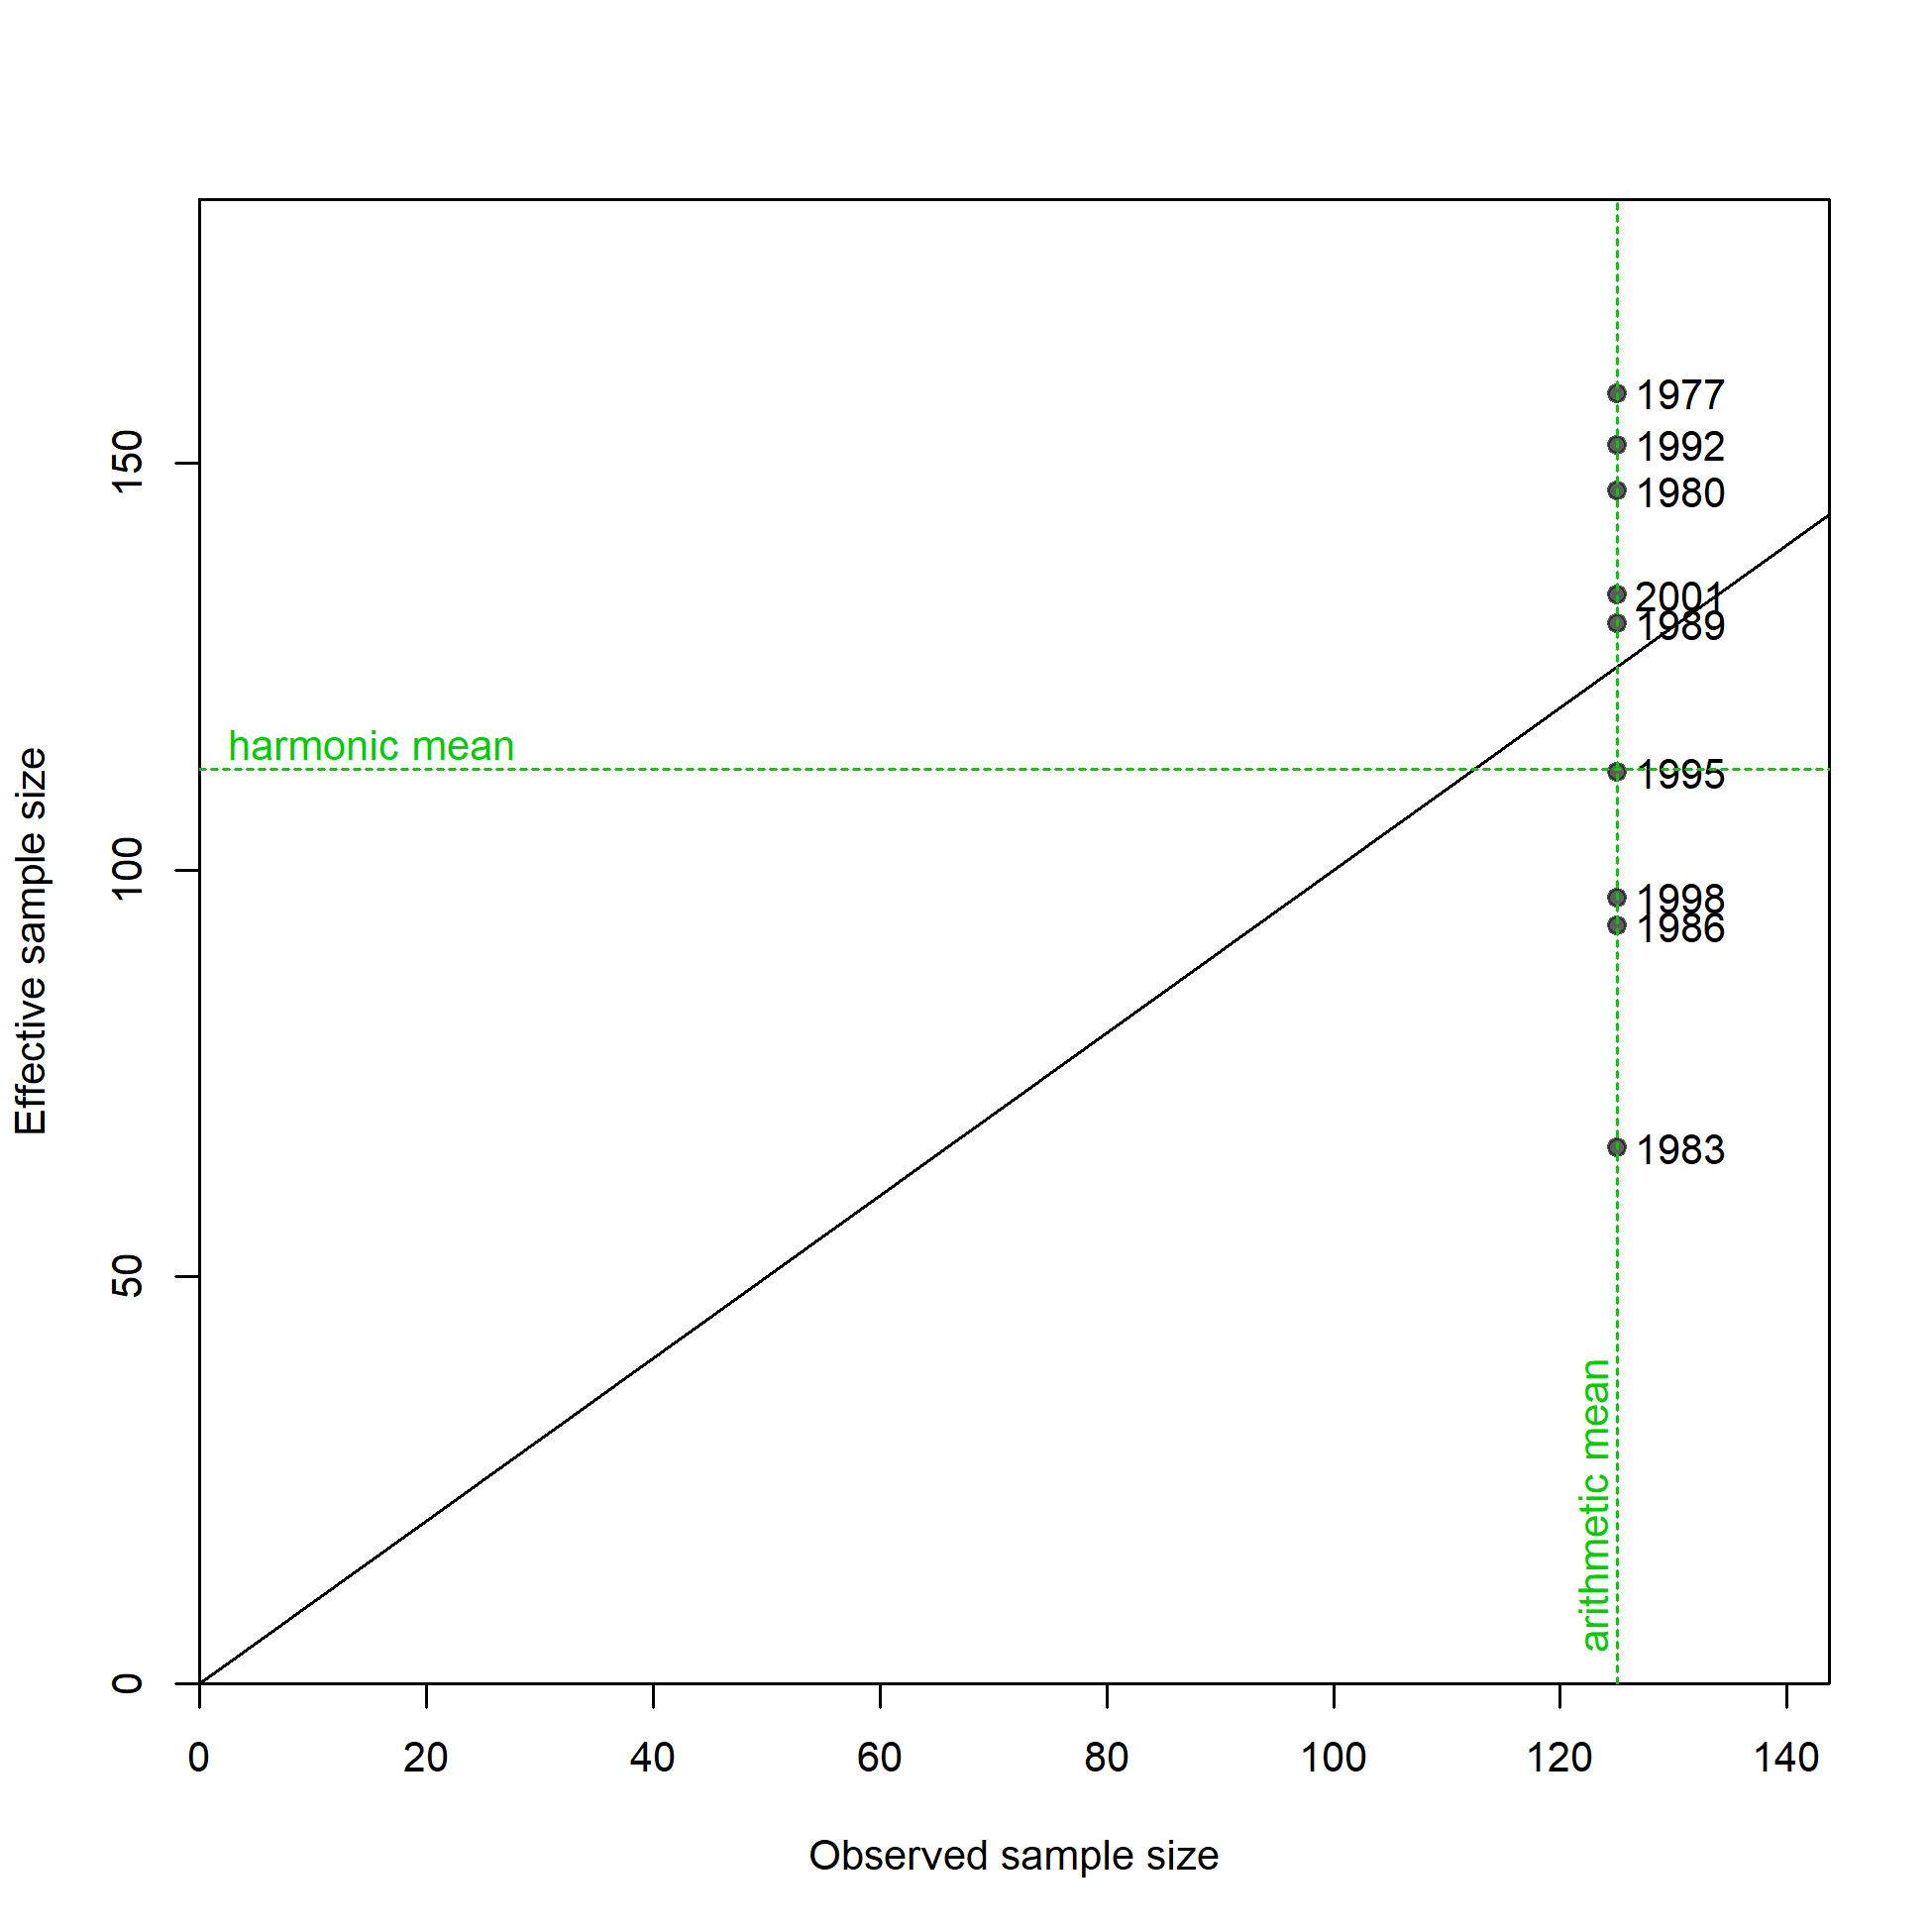 1977
1992
150
1980
2001
1989
harmonic mean
1995
100
1998
1986
Effective sample size
1983
50
arithmetic mean
0
0 20 40 60 80 100 120 140
Observed sample size